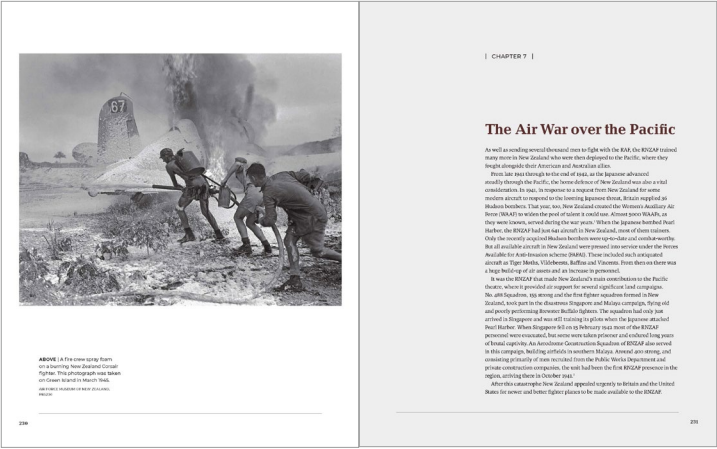 67
ABOVE | A fire crew spray foam
on a burning New Zealand Corsair
fighter. This photograph was taken
on Green Island in March 1945.
AIR FORCE MUSEUM OF NEW ZEALAND,
230
| CHAPTER 7 |
The Air War over the Pacific
As well as sending several thousand men to fight with the RAF, the RNZAF trained
many more in New Zealand who were then deployed to the Pacific, where they
fought alongside their American and Australian allies.
From late 1941 through to the end of 1942, as the Japanese advanced
steadily through the Pacific, the home defence of New Zealand was also a vital
consideration. In 1941, in response to a request from New Zealand for some
modern aircraft to respond to the looming Japanese threat, Britain supplied 36
Hudson bombers. That year, too, New Zealand created the Women's Auxiliary Air
Force (WAAF) to widen the pool of talent it could use. Almost 5000 WAAFs, as
they were known, served during the war years. When the Japanese bombed Pearl
Harbor, the RNZAF had just 641 aircraft in New Zealand, most of them trainers.
Only the recently acquired Hudson bombers were up-to-date and combat-worthy.
But all available aircraft in New Zealand were pressed into service under the Forces
Available for Anti-Invasion scheme (FAFAI). These included such antiquated
aircraft as Tiger Moths, Vildebeests, Baffins and Vincents. From then on there was
a huge build-up of air assets and an increase in personnel.
It was the RNZAF that made New Zealand's main contribution to the Pacific
theatre, where it provided air support for several significant land campaigns.
No. 488 Squadron, 155 strong and the first fighter squadron formed in New
Zealand, took part in the disastrous Singapore and Malaya campaign, flying old
and poorly performing Brewster Buffalo fighters. The squadron had only just
arrived in Singapore and was still training its pilots when the Japanese attacked
Pearl Harbor. When Singapore fell on 15 February 1942 most of the RNZAF
personnel were evacuated, but some were taken prisoner and endured long years
of brutal captivity. An Aerodrome Construction Squadron of RNZAF also served
in this campaign, building airfields in southern Malaya. Around 400 strong, and
consisting primarily of men recruited from the Public Works Department and
private construction companies, the unit had been the first RNZAF presence in the
region, arriving there in October 1941.
After this catastrophe New Zealand appealed urgently to Britain and the United
States for newer and better fighter planes to be made available to the RNZAF.
231